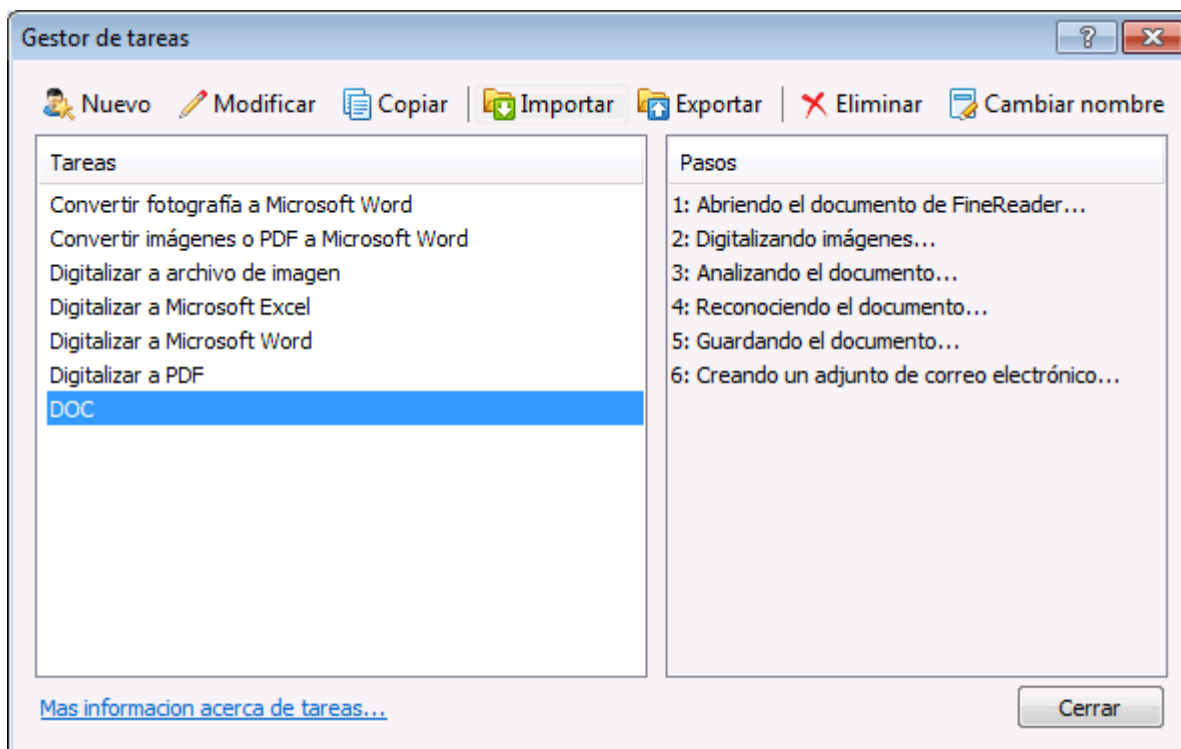 Gestor de tareas
Nuevo Modificar Copiar Importar Exportar Eliminar Cambiar nombre
Tareas
Convertir fotografía a Microsoft Word
Convertir imágenes o PDF a Microsoft Word
Digitalizar a archivo de imagen
Digitalizar a Microsoft Excel
Digitalizar a Microsoft Word
Digitalizar a PDF
DOC
Pasos
1: Abriendo el documento de FineReader...
2: Digitalizando imágenes...
3: Analizando el documento...
4: Reconociendo el documento...
5: Guardando el documento...
6: Creando un adjunto de correo electrónico...
Mas informacion acerca de tareas...
Cerrar